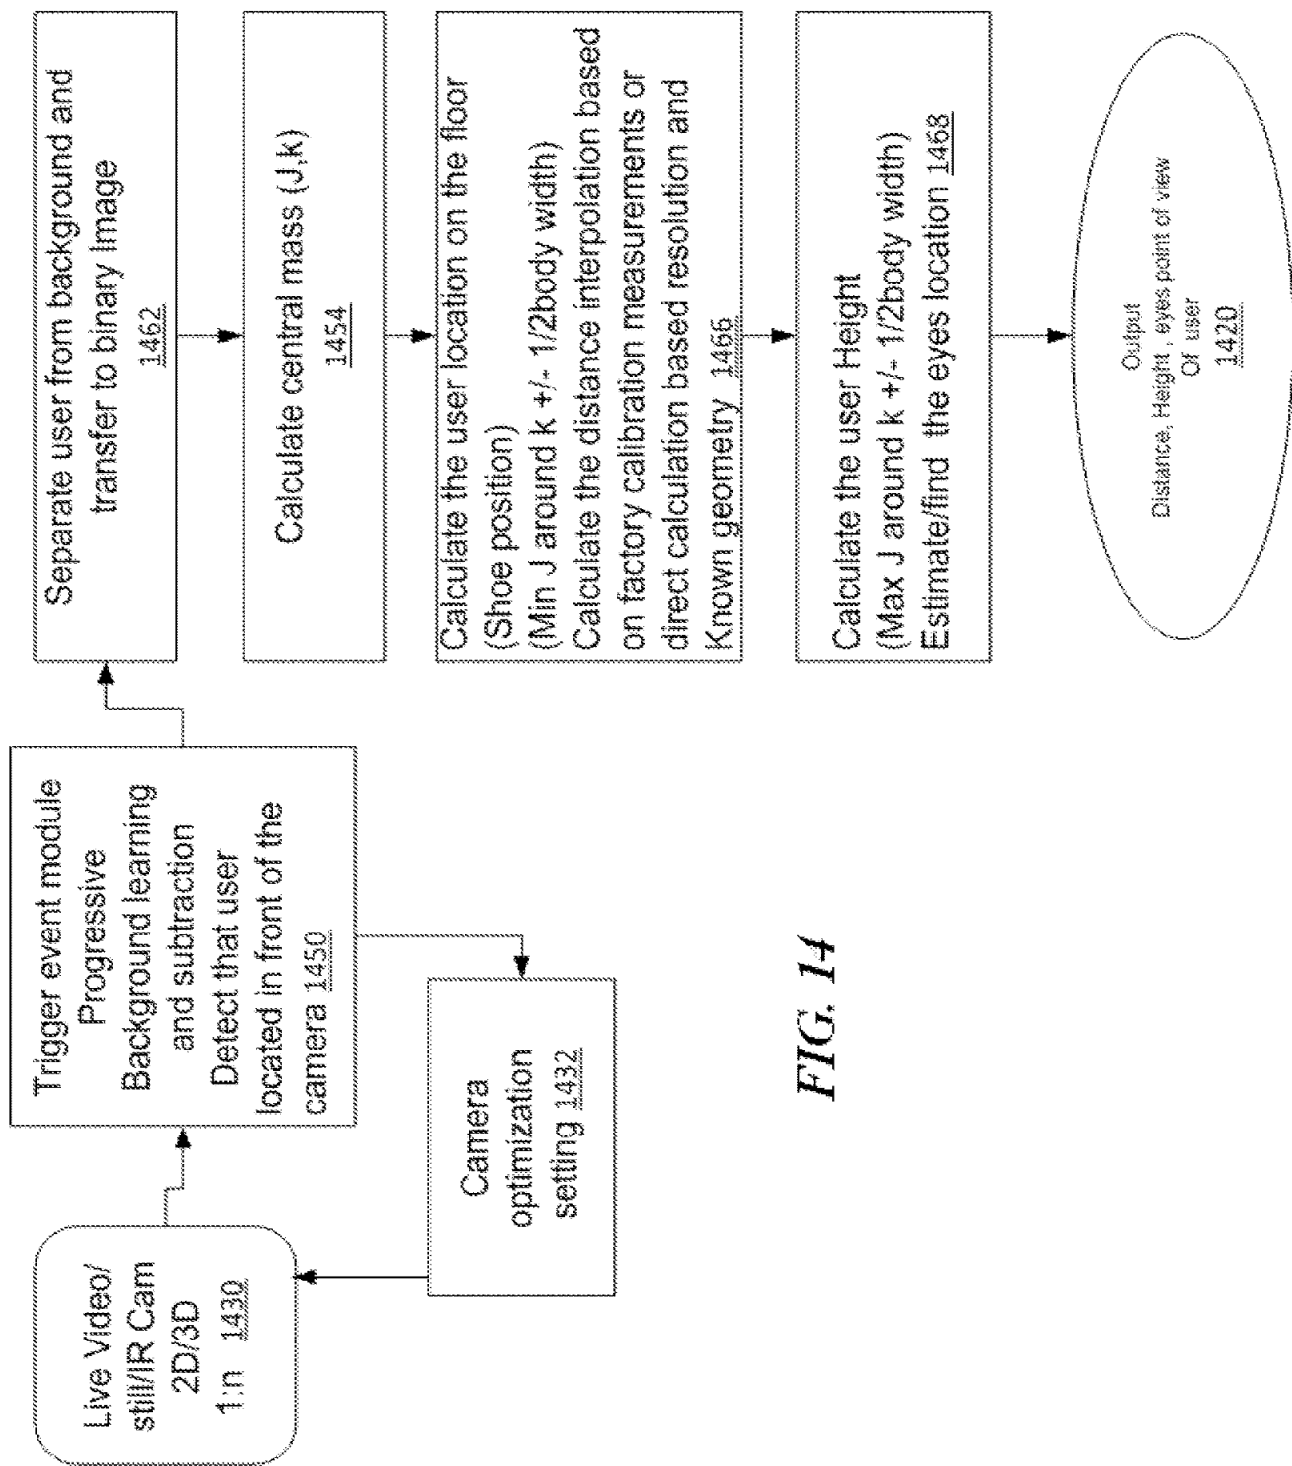 Live Video/
still/IR Cam
2D/3D
1:n 1430
Trigger event module
Progressive
Background learning
and subtraction
Detect that user
located in front of the
camera 1450
Camera
optimization
setting 1432
Separate user from background and
transfer to binary Image
1462
Calculate central mass (J,k)
1454
Calculate the user location on the floor
(Shoe position)
(Min J around k +/- 1/2body width)
Calculate the distance interpolation based
on factory calibration measurements or
direct calculation based resolution and
Known geometry 1466
Calculate the user Height
(Max J around k +/- 1/2body width)
Estimate/find the eyes location 1468
Output
Distance, Height , eyes point of view
Of user
1420
FIG. 14